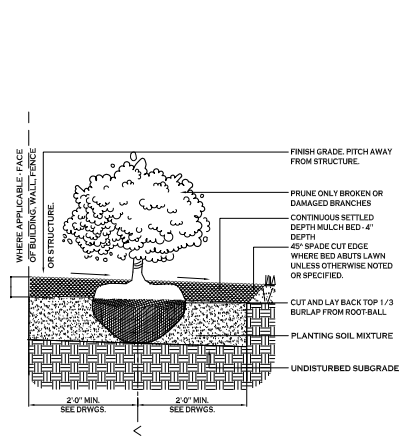 WHERE APPLICABLE - FACE
OF BUILDING, WALL, FENCE
OR STRUCTURE.
FINISH GRADE. PITCH AWAY
FROM STRUCTURE.
PRUNE ONLY BROKEN OR
DAMAGED BRANCHES
CONTINUOUS SETTLED
DEPTH MULCH BED - 4"
DEPTH
45° SPADE CUT EDGE
WHERE BED ABUTS LAWN
UNLESS OTHERWISE NOTED
OR SPECIFIED.
CUT AND LAY BACK TOP 1/3
BURLAP FROM ROOT-BALL
PLANTING SOIL MIXTURE
UNDISTURBED SUBGRADE
2'-0" MIN.
SEE DRWGS.
2'-0" MIN.
SEE DRWGS.